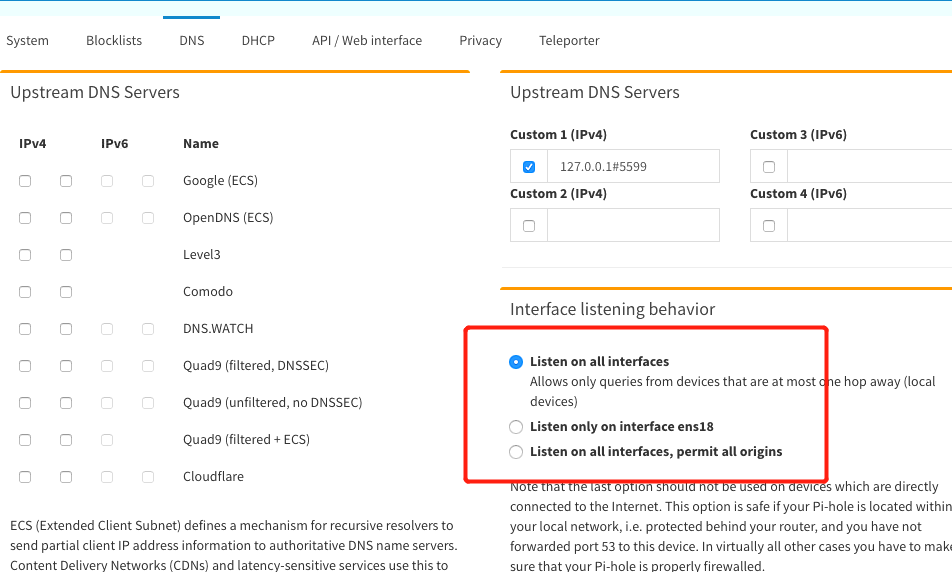 System Blocklists DNS DHCP API / Web interface Privacy Teleporter
Upstream DNS Servers
IPv4 IPv6 Name
Google (ECS)
OpenDNS (ECS)
Level3
Comodo
DNS.WATCH
Quad9 (filtered, DNSSEC)
Quad9 (unfiltered, no DNSSEC)
Quad9 (filtered + ECS)
Cloudflare
ECS (Extended Client Subnet) defines a mechanism for recursive resolvers to
send partial client IP address information to authoritative DNS name servers.
Content Delivery Networks (CDNs) and latency-sensitive services use this to
Upstream DNS Servers
Custom 1 (IPv4) Custom 3 (IPv6)
127.0.0.1#5599
Custom 2 (IPv4) Custom 4 (IPv6)
Interface listening behavior
Listen on all interfaces
Allows only queries from devices that are at most one hop away (local
devices)
Listen only on interface ens18
Listen on all interfaces, permit all origins
Note that the last option should not be used on devices which are directly
connected to the Internet. This option is safe if your Pi-hole is located within
your local network, i.e. protected behind your router, and you have not
forwarded port 53 to this device. In virtually all other cases you have to make
sure that your Pi-hole is properly firewalled.